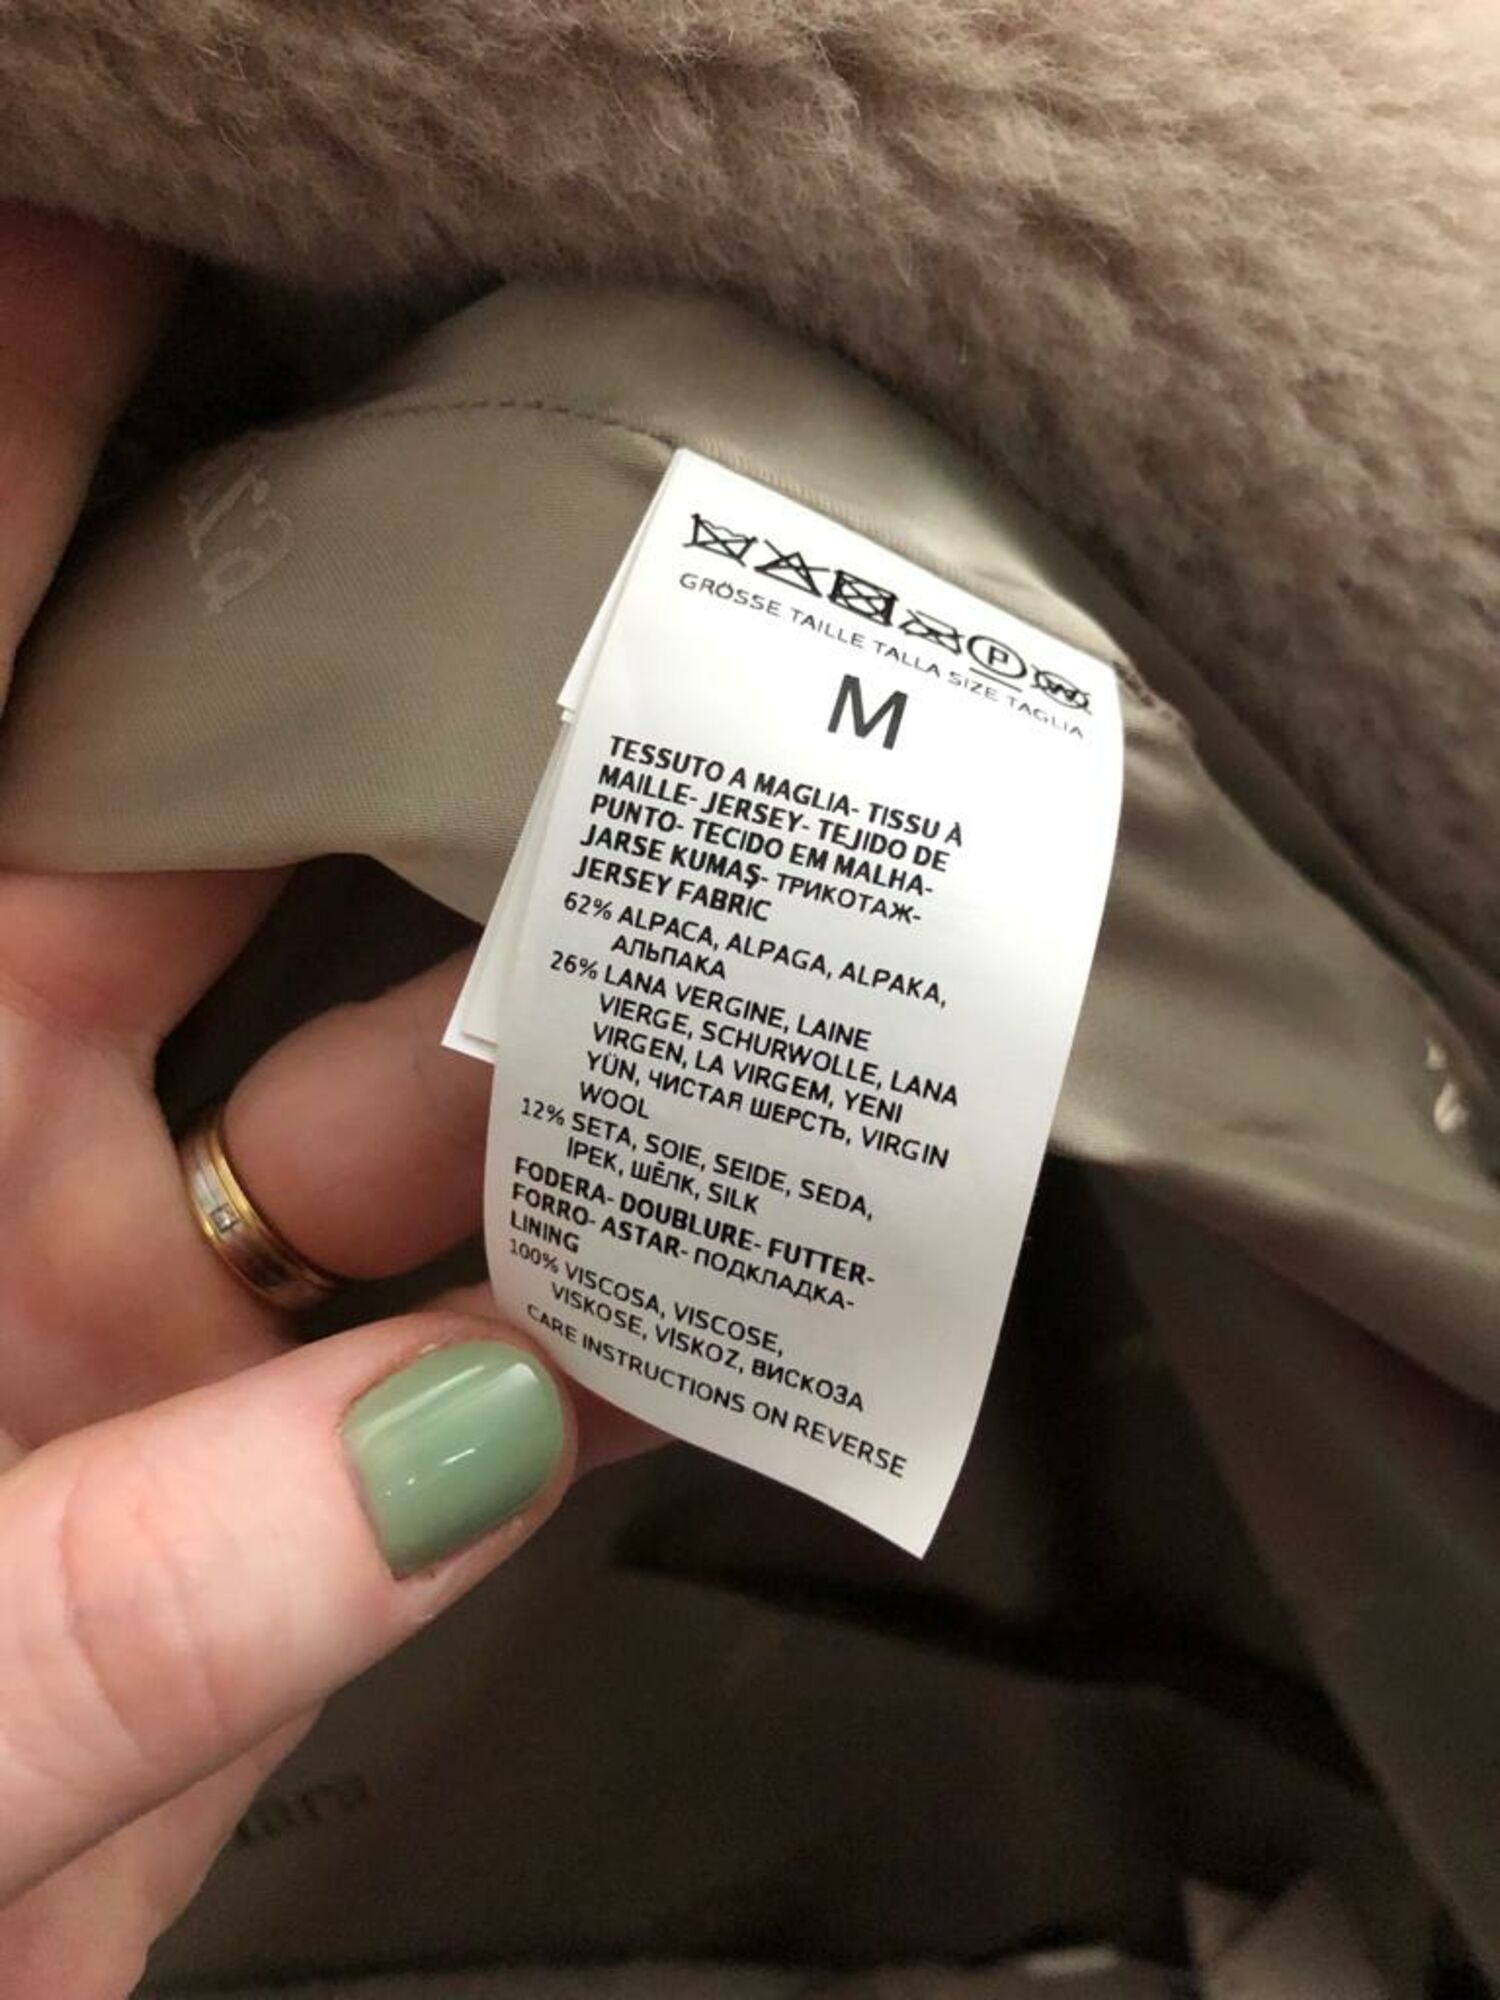 P W
GRÖSSE TAILLE TALLA SIZE TAGLIA
M
TESSUTO A MAGLIA- TISSU À
MAILLE- JERSEY- TEJIDO DE
PUNTO- TECIDO EM MALHA-
JARSE KUMAŞ- ТРИКОТАЖ-
JERSEY FABRIC
62% ALPACA, ALPAGA, ALPAKA,
АЛЬПАКА
26% LANA VERGINE, LAINE
VIERGE, SCHURWOLLE, LANA
VIRGEN, LA VIRGEM, YENI
YÜN, ЧИСТАЯ ШЕРСТЬ, VIRGIN
WOOL
12% SETA, SOIE, SEIDE, SEDA,
İPEK, ШЁЛК, SILK
FODERA- DOUBLURE- FUTTER-
FORRO- ASTAR- ПОДКЛАДКА-
LINING
100% VISCOSA, VISCOSE,
VISKOSE, VISKOZ, ВИСКОЗА
CARE INSTRUCTIONS ON REVERSE